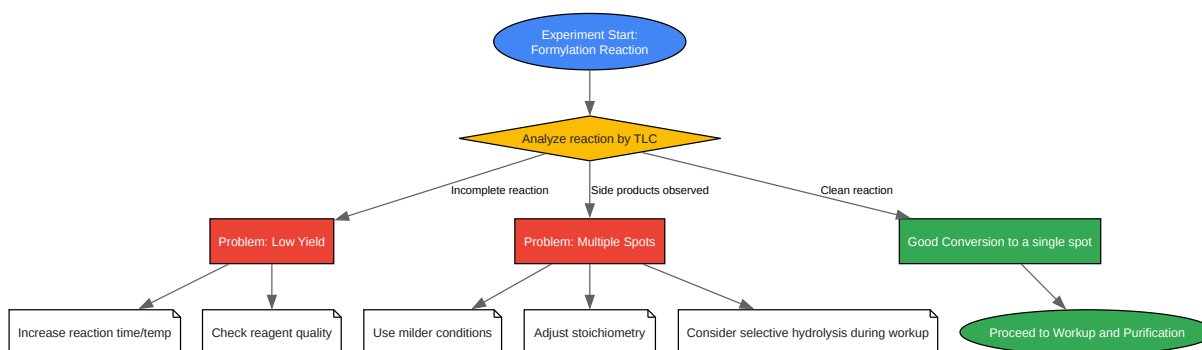 Experiment Start:
Formylation Reaction
Analyze reaction by TLC
Incomplete reaction
Side products observed
Clean reaction
Problem: Low Yield
Problem: Multiple Spots
Good Conversion to a single spot
Increase reaction time/temp
Check reagent quality
Use milder conditions
Adjust stoichiometry
Consider selective hydrolysis during workup
Proceed to Workup and Purification